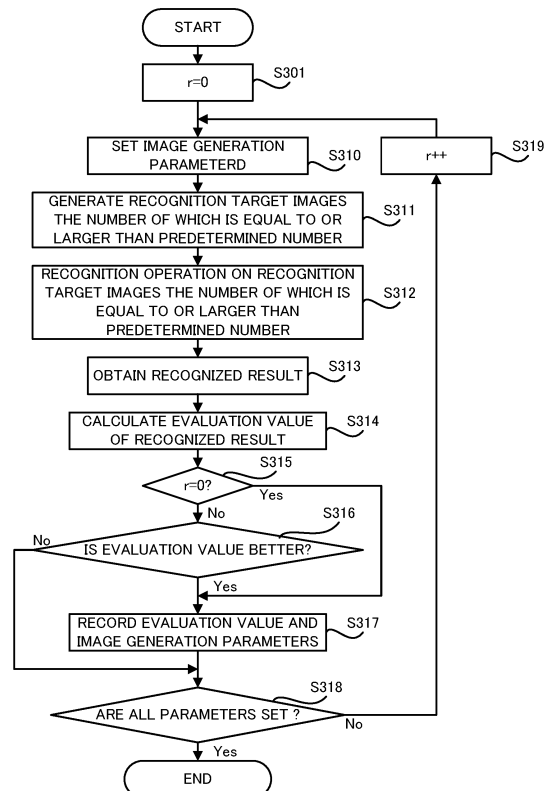 START
r=0
S301
SET IMAGE GENERATION
PARAMETERD
S310
r++
S319
GENERATE RECOGNITION TARGET IMAGES
THE NUMBER OF WHICH IS EQUAL TO OR
LARGER THAN PREDETERMINED NUMBER
S311
RECOGNITION OPERATION ON RECOGNITION
TARGET IMAGES THE NUMBER OF WHICH IS
EQUAL TO OR LARGER THAN
PREDETERMINED NUMBER
S312
OBTAIN RECOGNIZED RESULT
S313
CALCULATE EVALUATION VALUE
OF RECOGNIZED RESULT
S314
r=0?
S315
Yes
No
S316
No
IS EVALUATION VALUE BETTER?
Yes
RECORD EVALUATION VALUE AND
IMAGE GENERATION PARAMETERS
S317
S318
ARE ALL PARAMETERS SET ?
No
Yes
END